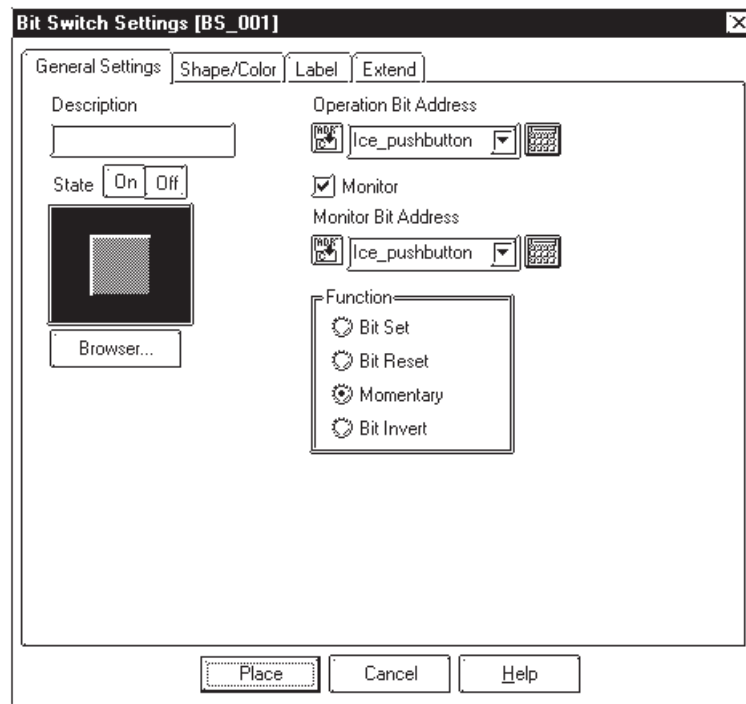 Bit Switch Settings [BS_001]
General Settings Shape/Color Label Extend
Description
Operation Bit Address
Ice_pushbutton
State On Off
Monitor
Monitor Bit Address
Ice_pushbutton
Browser...
Function
Bit Set
Bit Reset
Momentary
Bit Invert
Place Cancel Help